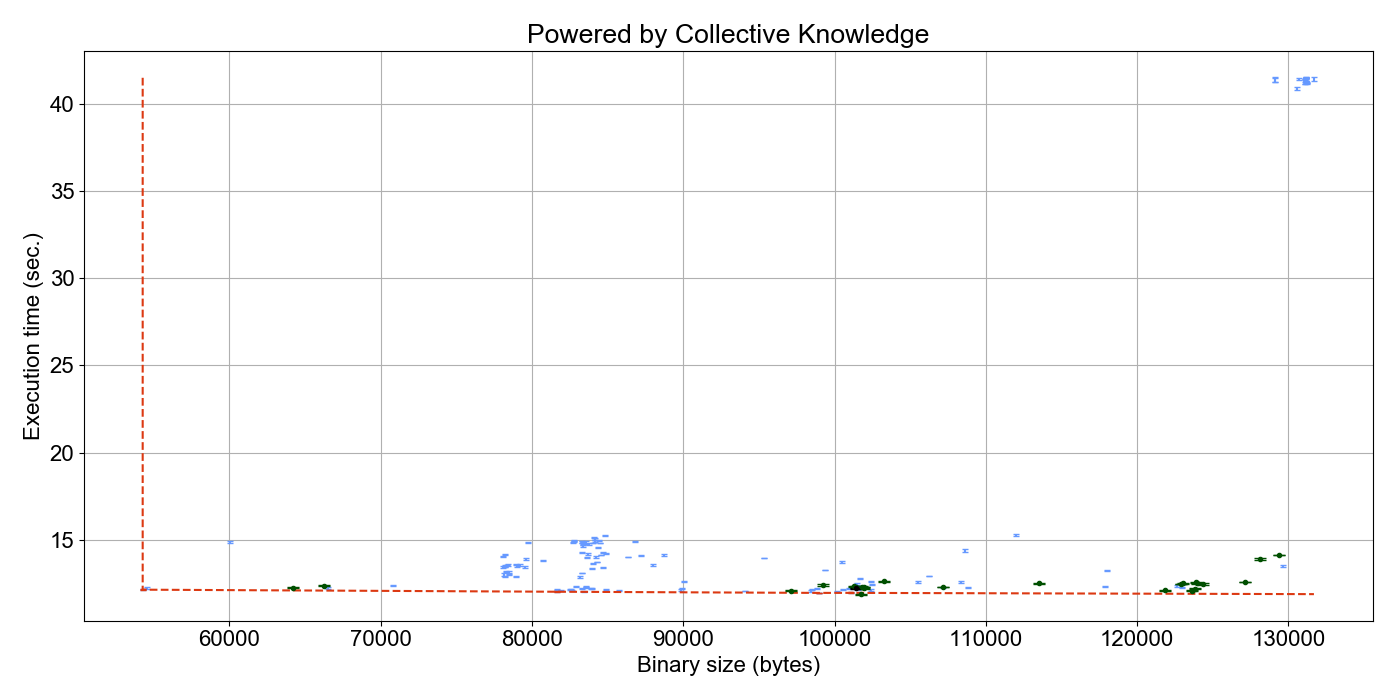 Powered by Collective Knowledge
Execution time (sec.)
40
35
30
25
20
15
60000 70000 80000 90000 100000 110000 120000 130000
Binary size (bytes)